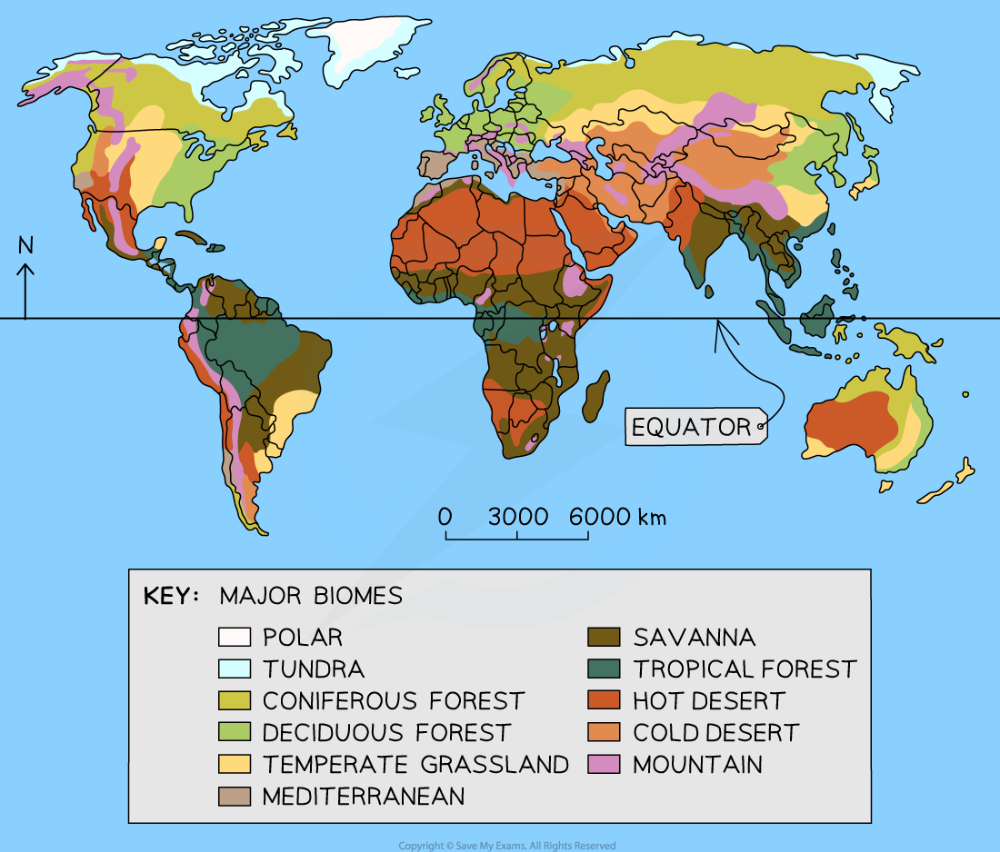 N
EQUATOR
0 3000 6000 km
KEY: MAJOR BIOMES
POLAR
TUNDRA
CONIFEROUS FOREST
DECIDUOUS FOREST
TEMPERATE GRASSLAND
MEDITERRANEAN
SAVANNA
TROPICAL FOREST
HOT DESERT
COLD DESERT
MOUNTAIN
Copyright © Save My Exams. All Rights Reserved